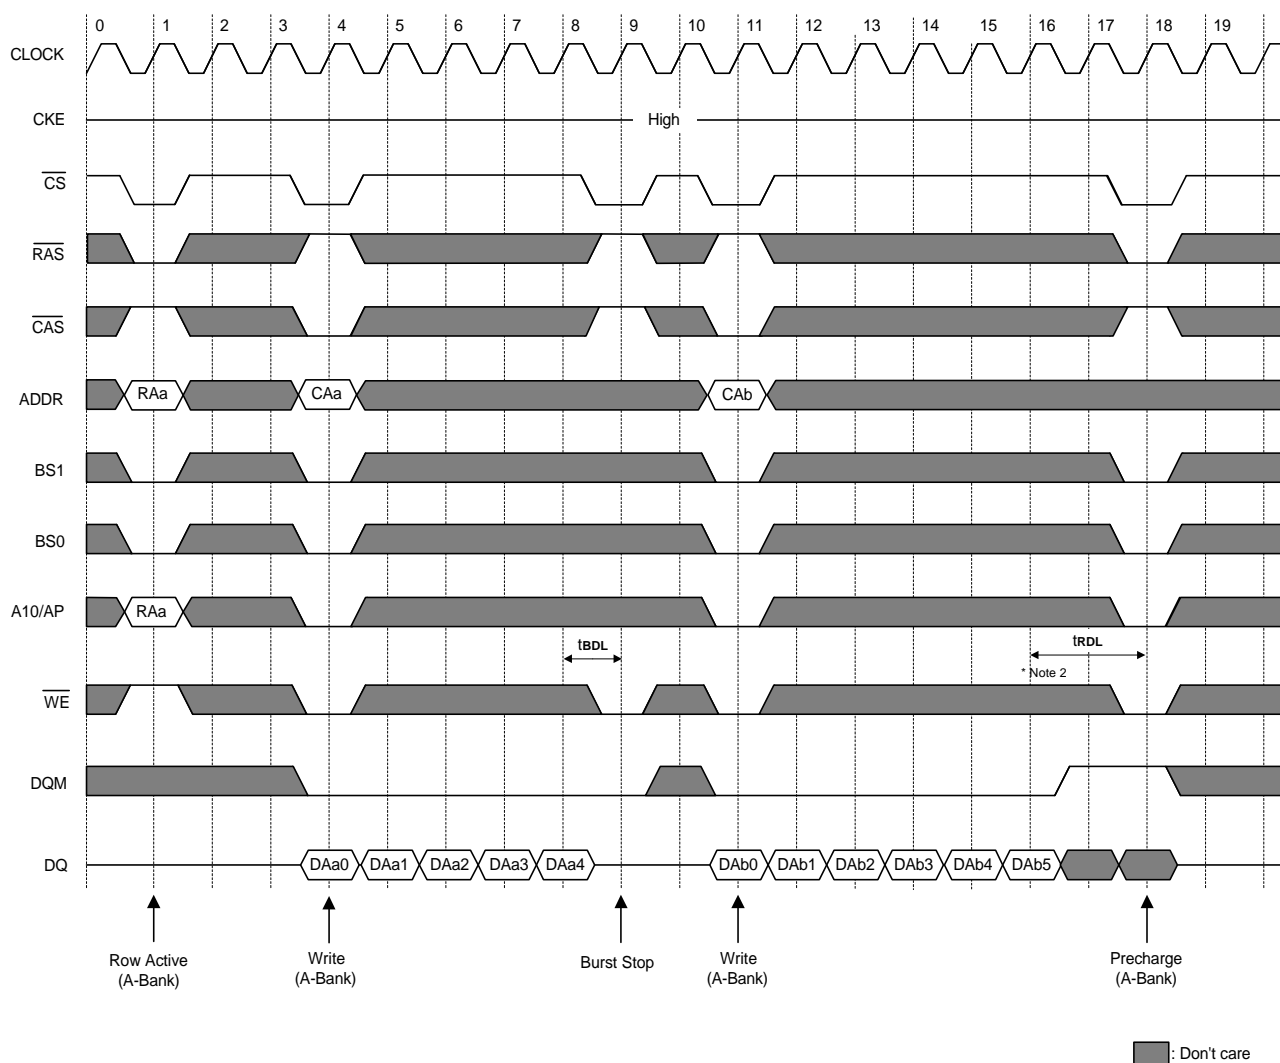 0 1 2 3 4 5 6 7 8 9 10 11 12 13 14 15 16 17 18 19
CLOCK
CKE High
CS
RAS
CAS
ADDR RAa CAa CAb
BS1
BS0
A10/AP RAa
tBDL tRDL
* Note 2
WE
DQM
DQ DAa0 DAa1 DAa2 DAa3 DAa4 DAb0 DAb1 DAb2 DAb3 DAb4 DAb5
Row Active Write Burst Stop Write Precharge
(A-Bank) (A-Bank) (A-Bank) (A-Bank)
: Don't care